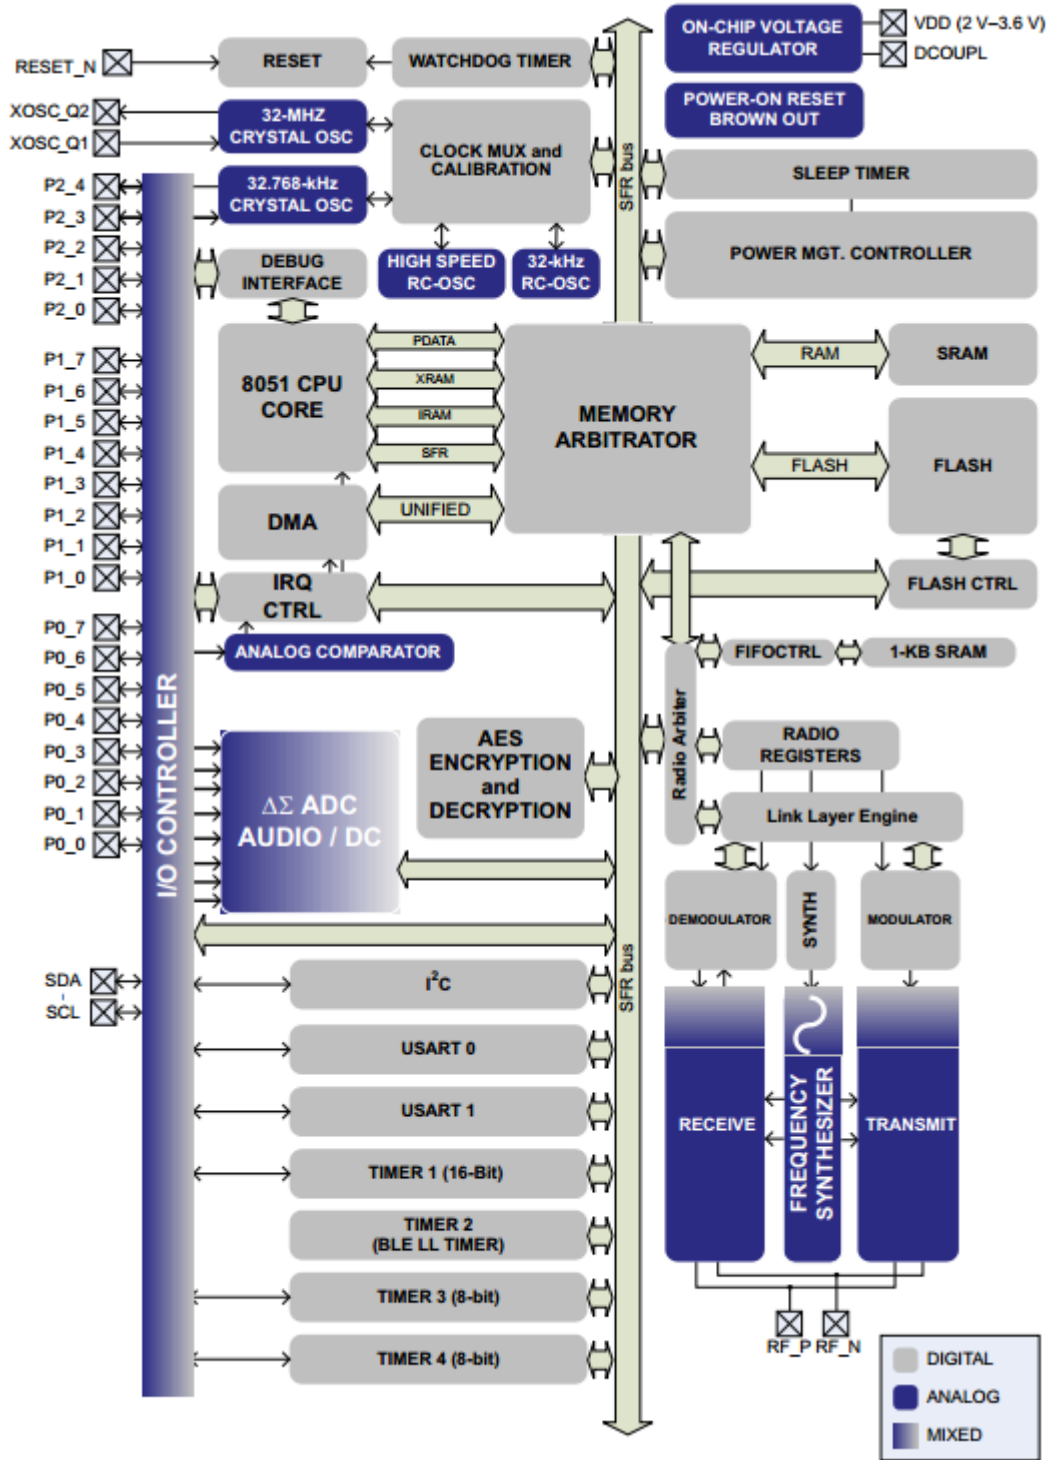 ON-CHIP VOLTAGE
REGULATOR
VDD (2 V–3.6 V)
DCOUPL
RESET_N
RESET
WATCHDOG TIMER
POWER-ON RESET
BROWN OUT
XOSC_Q2
XOSC_Q1
32-MHZ
CRYSTAL OSC
CLOCK MUX and
CALIBRATION
SFR bus
SLEEP TIMER
P2_4
P2_3
P2_2
P2_1
P2_0
32.768-kHz
CRYSTAL OSC
DEBUG
INTERFACE
HIGH SPEED
RC-OSC
32-kHz
RC-OSC
POWER MGT. CONTROLLER
P1_7
P1_6
P1_5
P1_4
P1_3
P1_2
P1_1
P1_0
8051 CPU
CORE
PDATA
XRAM
IRAM
SFR
MEMORY
ARBITRATOR
RAM
SRAM
FLASH
FLASH
DMA
UNIFIED
IRQ
CTRL
FLASH CTRL
P0_7
P0_6
P0_5
P0_4
P0_3
P0_2
P0_1
P0_0
ANALOG COMPARATOR
FIFOCTRL
1-KB SRAM
I/O CONTROLLER
ΔΣ ADC
AUDIO / DC
AES
ENCRYPTION
and
DECRYPTION
Radio Arbiter
RADIO
REGISTERS
Link Layer Engine
DEMODULATOR
SYNTH
MODULATOR
SFR bus
SDA
SCL
I²C
USART 0
USART 1
TIMER 1 (16-Bit)
TIMER 2
(BLE LL TIMER)
TIMER 3 (8-bit)
TIMER 4 (8-bit)
RECEIVE
FREQUENCY
SYNTHESIZER
TRANSMIT
RF_P
RF_N
DIGITAL
ANALOG
MIXED